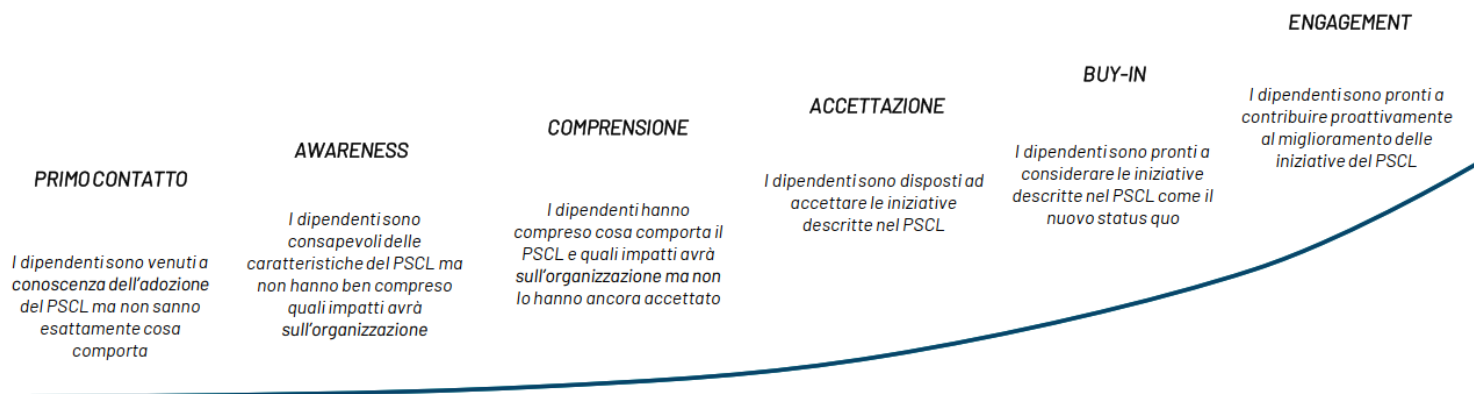 PRIMO CONTATTO
I dipendenti sono venuti a
conoscenza dell'adozione
del PSCL ma non sanno
esattamente cosa
comporta
AWARENESS
I dipendenti sono
consapevoli delle
caratteristiche del PSCL ma
non hanno ben compreso
quali impatti avrà
sull'organizzazione
COMPRENSIONE
I dipendenti hanno
compreso cosa comporta il
PSCL e quali impatti avrà
sull'organizzazione ma non
lo hanno ancora accettato
ACCETTAZIONE
I dipendenti sono disposti ad
accettare le iniziative
descritte nel PSCL
BUY-IN
I dipendenti sono pronti a
considerare le iniziative
descritte nel PSCL come il
nuovo status quo
ENGAGEMENT
I dipendenti sono pronti a
contribuire proattivamente
al miglioramento delle
iniziative del PSCL